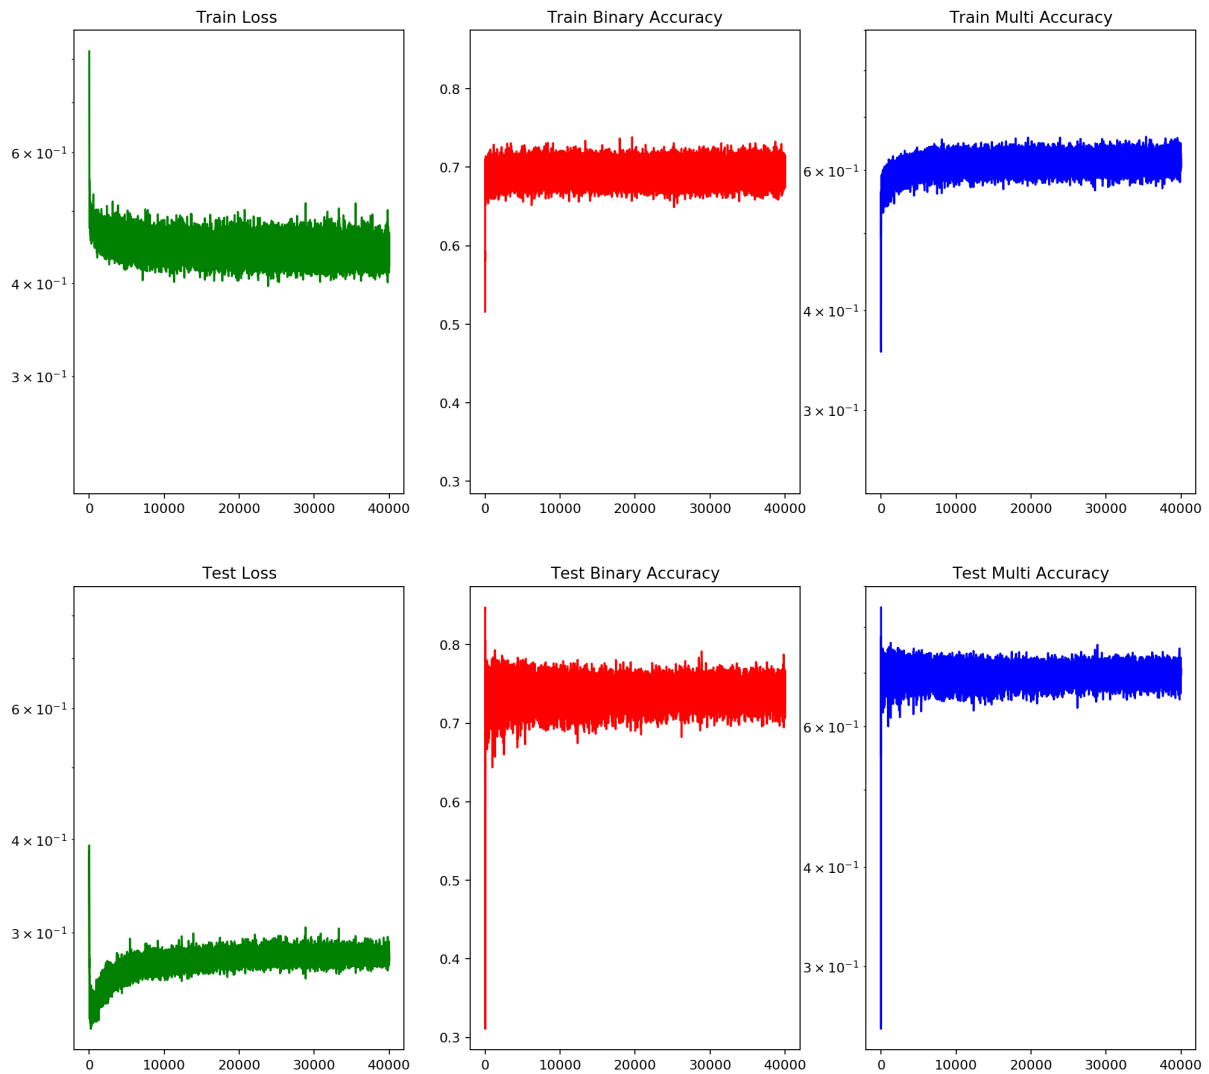 Train Loss
Train Binary Accuracy
Train Multi Accuracy
6 × 10⁻¹
4 × 10⁻¹
3 × 10⁻¹
0.8
0.7
0.6
0.5
0.4
0.3
6 × 10⁻¹
4 × 10⁻¹
3 × 10⁻¹
0 10000 20000 30000 40000
0 10000 20000 30000 40000
0 10000 20000 30000 40000
Test Loss
Test Binary Accuracy
Test Multi Accuracy
6 × 10⁻¹
4 × 10⁻¹
3 × 10⁻¹
0.8
0.7
0.6
0.5
0.4
0.3
6 × 10⁻¹
4 × 10⁻¹
3 × 10⁻¹
0 10000 20000 30000 40000
0 10000 20000 30000 40000
0 10000 20000 30000 40000